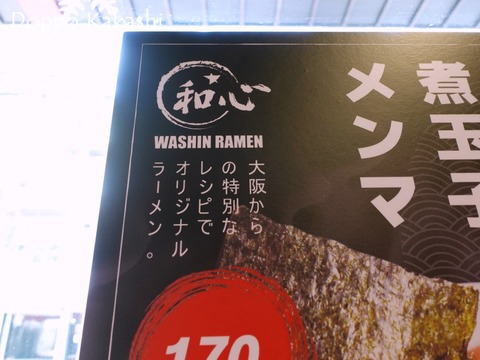 和心
WASHIN RAMEN
大阪から
の特別な
レシピで
オリジナル
ラーメン。
煮玉子
メンマ
170